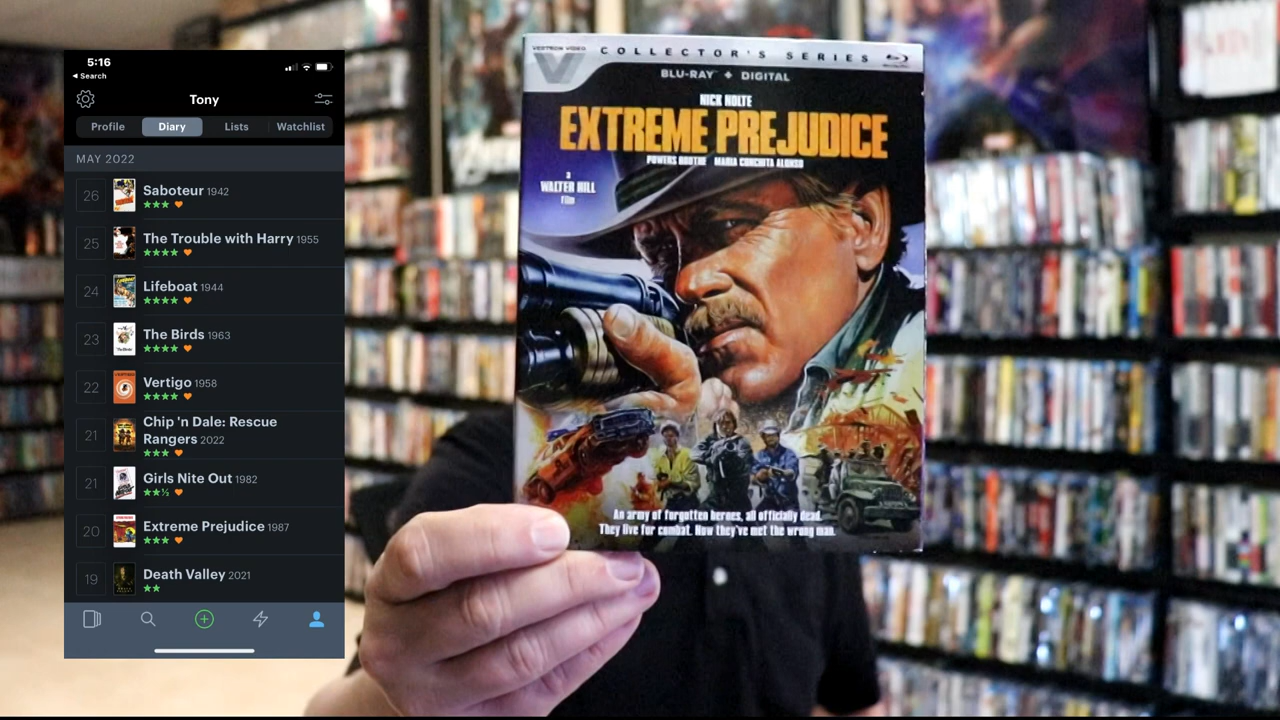 5:16
◀ Search
Tony
Profile
Diary
Lists
Watchlist
MAY 2022
26
Saboteur 1942
25
The Trouble with Harry 1955
24
Lifeboat 1944
23
The Birds 1963
22
Vertigo 1958
21
Chip 'n Dale: Rescue
Rangers 2022
21
Girls Nite Out 1982
20
Extreme Prejudice 1987
19
Death Valley 2021
VESTRON VIDEO
COLLECTOR'S SERIES
BLU-RAY + DIGITAL
NICK NOLTE
EXTREME PREJUDICE
POWERS BOOTHE MARIA CONCHITA ALONSO
a
WALTER HILL
film
An army of forgotten heroes, all officially dead.
They live for combat. Now they've met the wrong man.